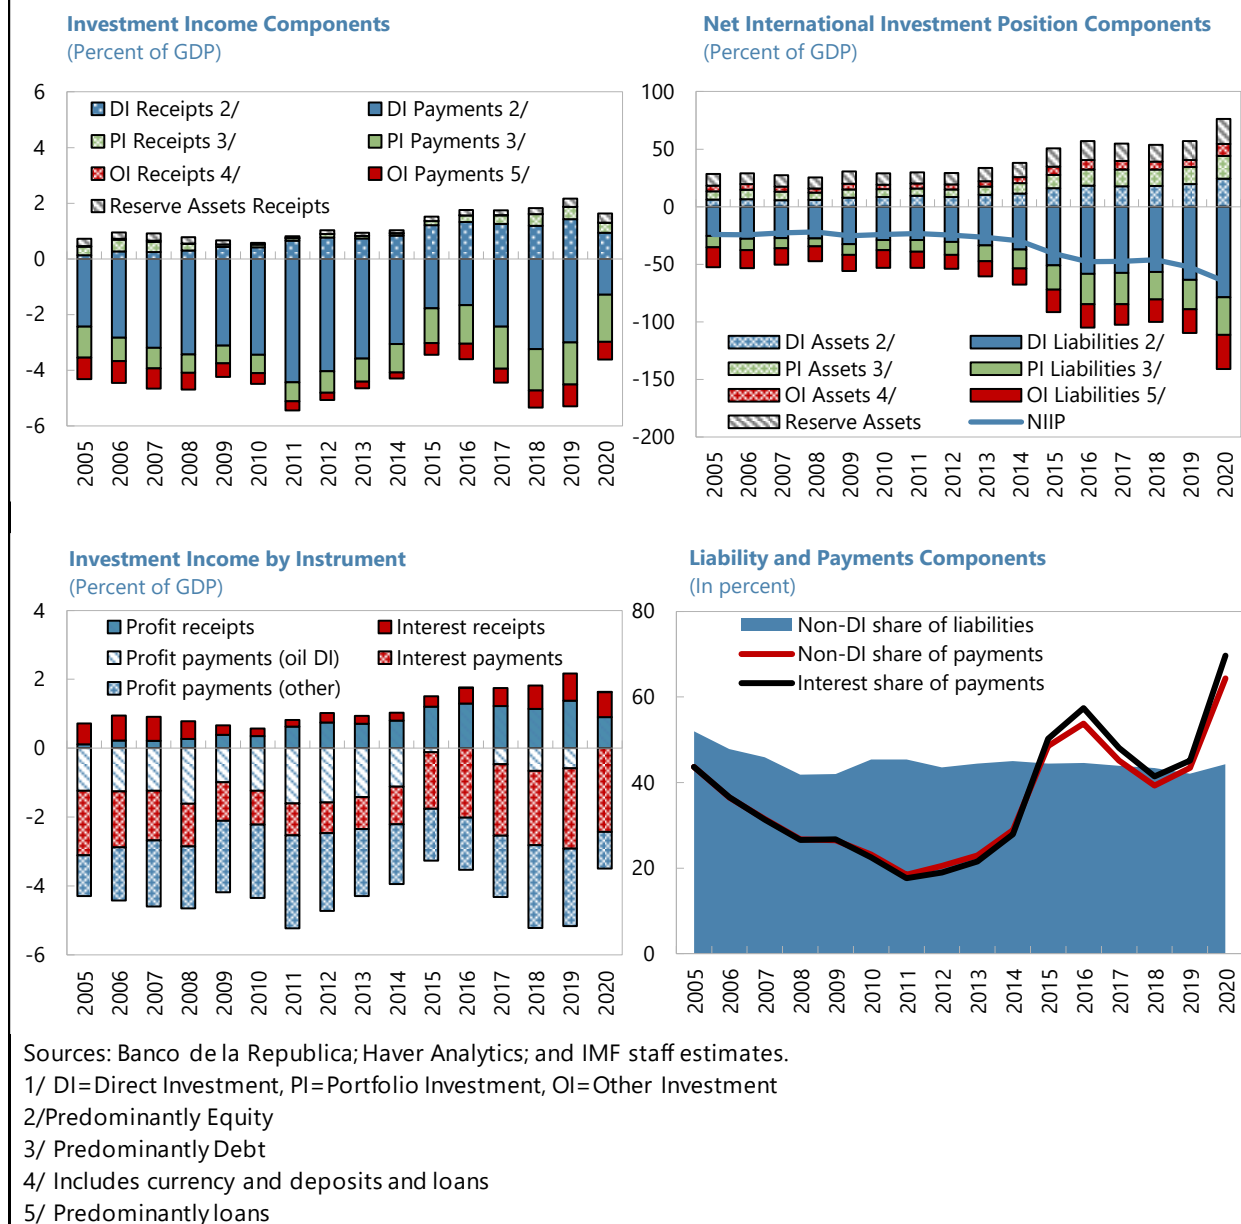 Investment Income Components
(Percent of GDP)
6
4
2
0
-2
-4
-6
DI Receipts 2/
DI Payments 2/
PI Receipts 3/
PI Payments 3/
OI Receipts 4/
OI Payments 5/
Reserve Assets Receipts
2005 2006 2007 2008 2009 2010 2011 2012 2013 2014 2015 2016 2017 2018 2019 2020
Net International Investment Position Components
(Percent of GDP)
100
50
0
-50
-100
-150
-200
DI Assets 2/
DI Liabilities 2/
PI Assets 3/
PI Liabilities 3/
OI Assets 4/
OI Liabilities 5/
Reserve Assets
NIIP
2005 2006 2007 2008 2009 2010 2011 2012 2013 2014 2015 2016 2017 2018 2019 2020
Investment Income by Instrument
(Percent of GDP)
4
2
0
-2
-4
-6
Profit receipts
Interest receipts
Profit payments (oil DI)
Interest payments
Profit payments (other)
2005 2006 2007 2008 2009 2010 2011 2012 2013 2014 2015 2016 2017 2018 2019 2020
Liability and Payments Components
(In percent)
80
60
40
20
0
Non-DI share of liabilities
Non-DI share of payments
Interest share of payments
2005 2006 2007 2008 2009 2010 2011 2012 2013 2014 2015 2016 2017 2018 2019 2020
Sources: Banco de la Republica; Haver Analytics; and IMF staff estimates.
1/ DI=Direct Investment, PI=Portfolio Investment, OI=Other Investment
2/Predominantly Equity
3/ Predominantly Debt
4/ Includes currency and deposits and loans
5/ Predominantly loans